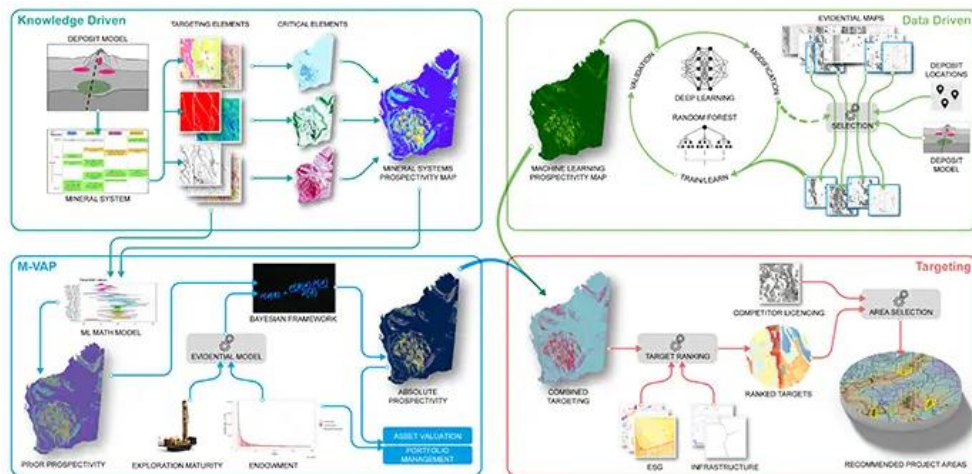 Knowledge Driven
DEPOSIT MODEL
TARGETING ELEMENTS
CRITICAL ELEMENTS
MINERAL SYSTEM
MINERAL SYSTEMS
PROSPECTIVITY MAP
Data Driven
EVIDENTIAL MAPS
VALIDATION
MODIFICATION
DEEP LEARNING
RANDOM FOREST
TRAIN/LEARN
MACHINE LEARNING
PROSPECTIVITY MAP
SELECTION
DEPOSIT
LOCATIONS
DEPOSIT
MODEL
M-VAP
ML MATH MODEL
BAYESIAN FRAMEWORK
EVIDENTIAL MODEL
PRIOR PROSPECTIVITY
EXPLORATION MATURITY
ENDOWMENT
ABSOLUTE
PROSPECTIVITY
ASSET VALUATION
PORTFOLIO
MANAGEMENT
Targeting
COMBINED
TARGETING
TARGET RANKING
ESG
INFRASTRUCTURE
COMPETITOR LICENCING
RANKED TARGETS
AREA SELECTION
RECOMMENDED PROJECT AREAS